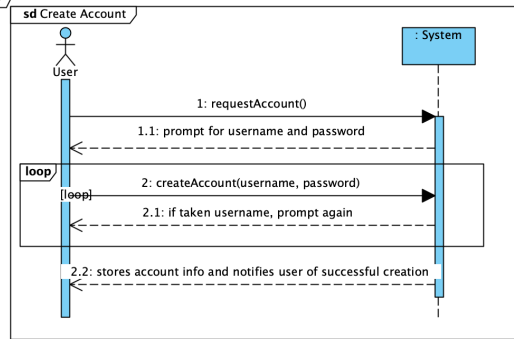 sd Create Account
: System
User
1: requestAccount()
1.1: prompt for username and password
loop
[loop]
2: createAccount(username, password)
2.1: if taken username, prompt again
2.2: stores account info and notifies user of successful creation